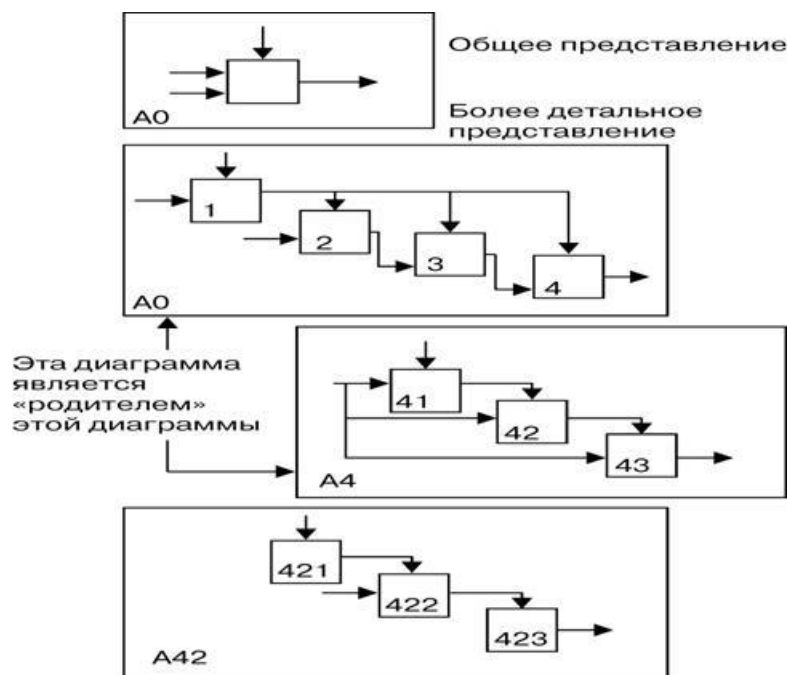 Общее представление
A0
Более детальное
представление
1
2
3
4
A0
Эта диаграмма
является
«родителем»
этой диаграммы
41
42
43
A4
421
422
423
A42